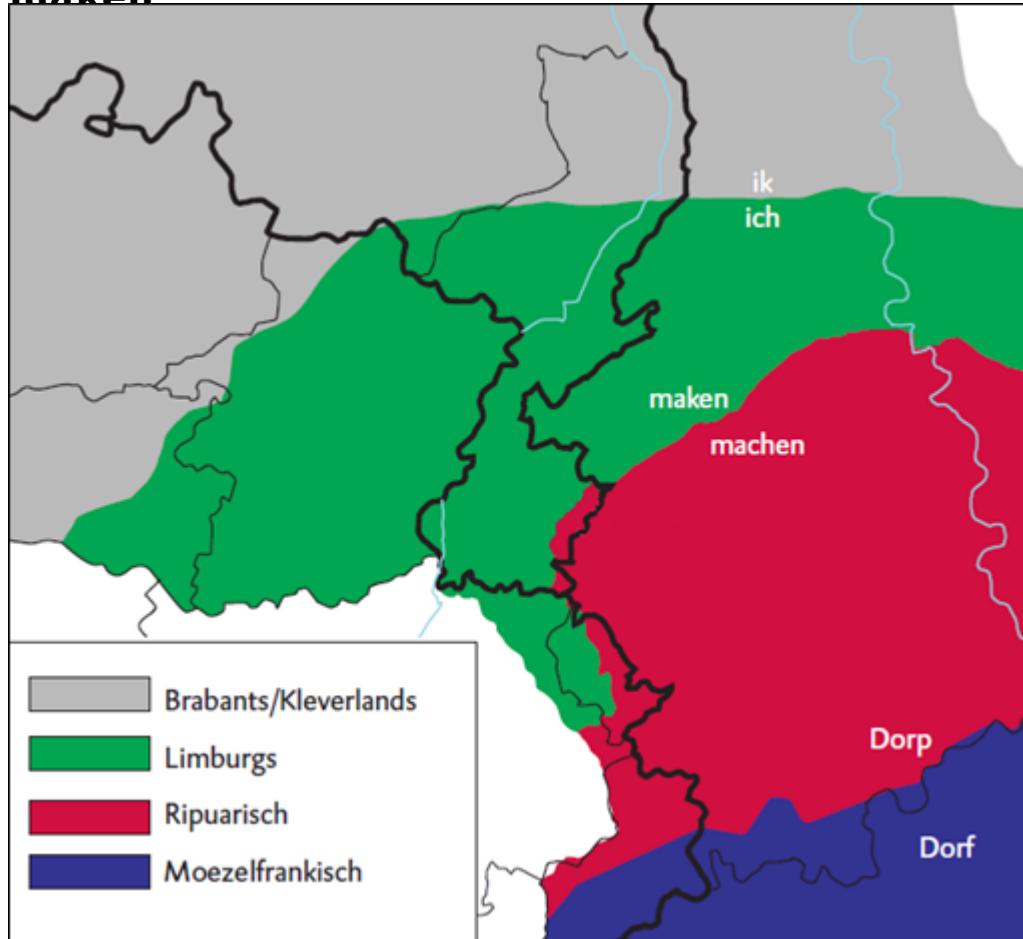 ik
ich
maken
machen
Dorp
Dorf
Brabants/Kleverlands
Limburgs
Ripuarisch
Moezelfrankisch